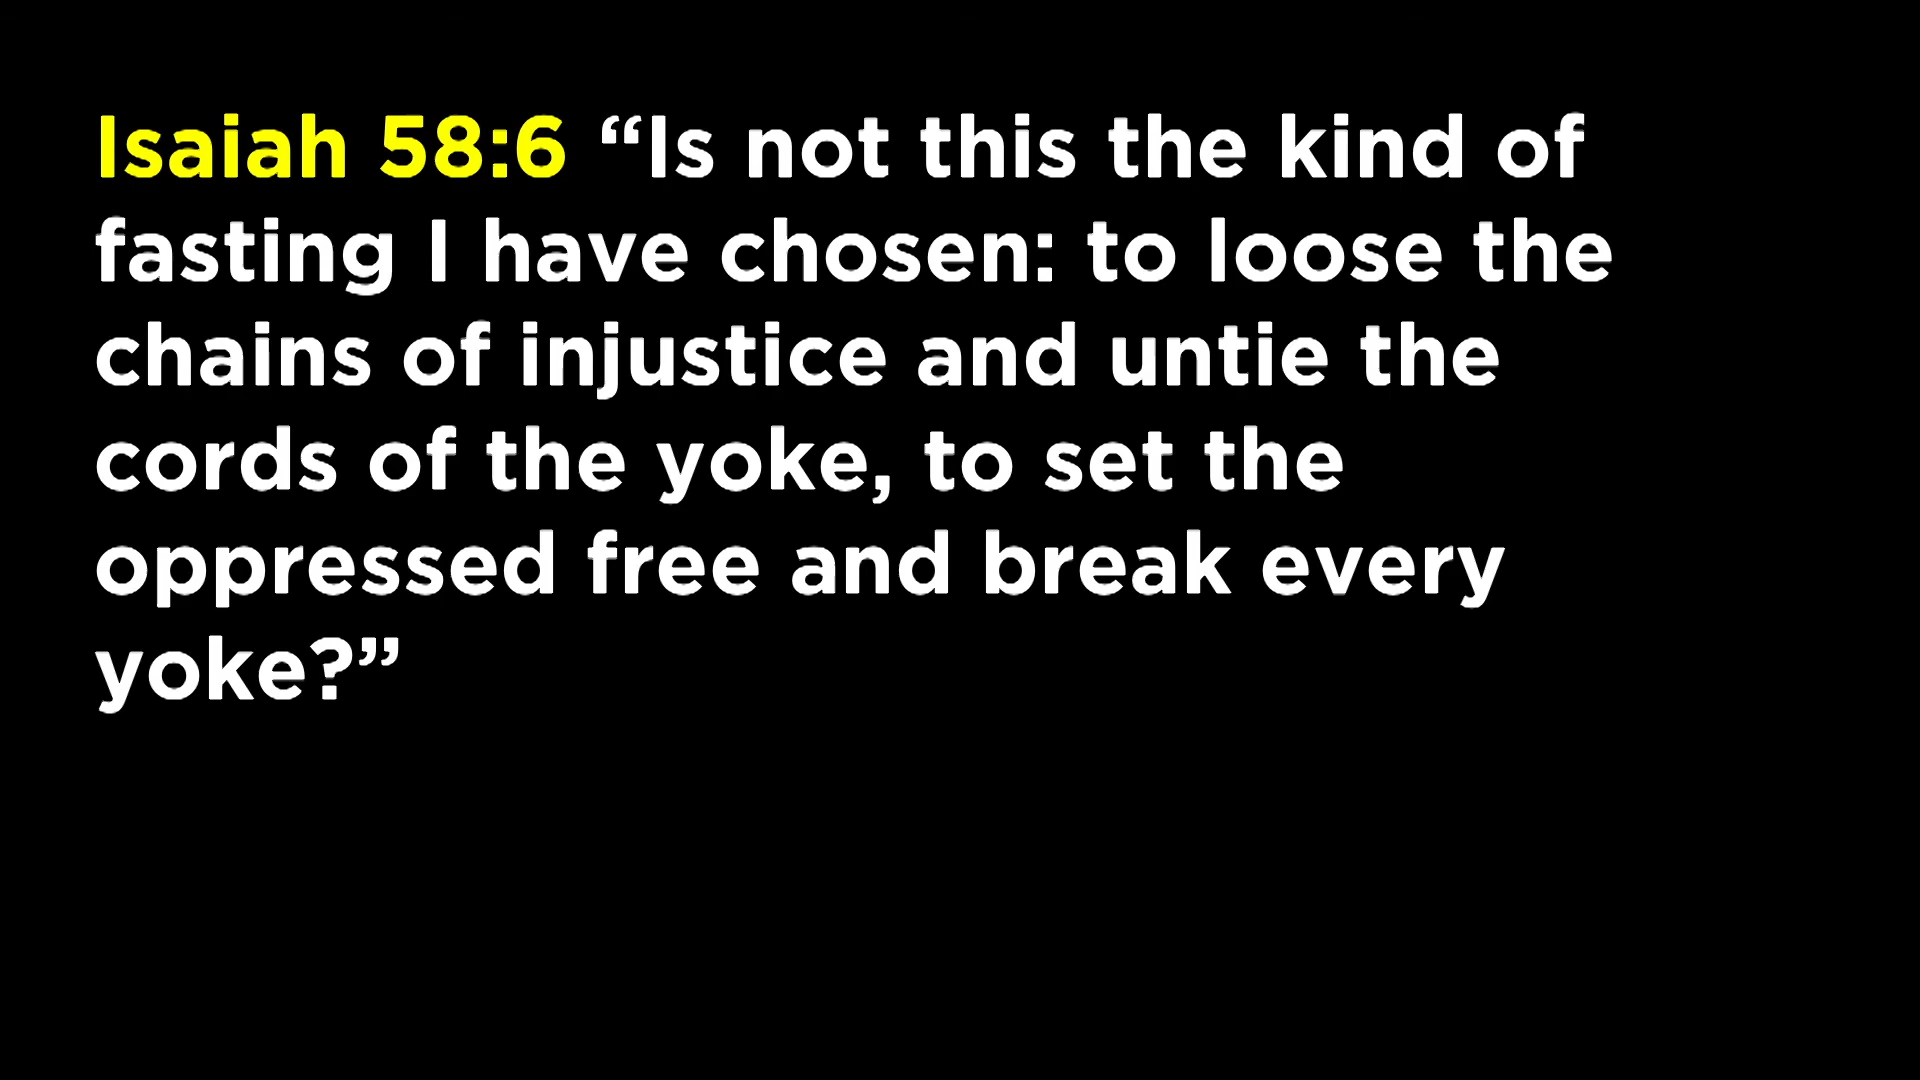 Isaiah 58:6 “Is not this the kind of
fasting I have chosen: to loose the
chains of injustice and untie the
cords of the yoke, to set the
oppressed free and break every
yoke?”